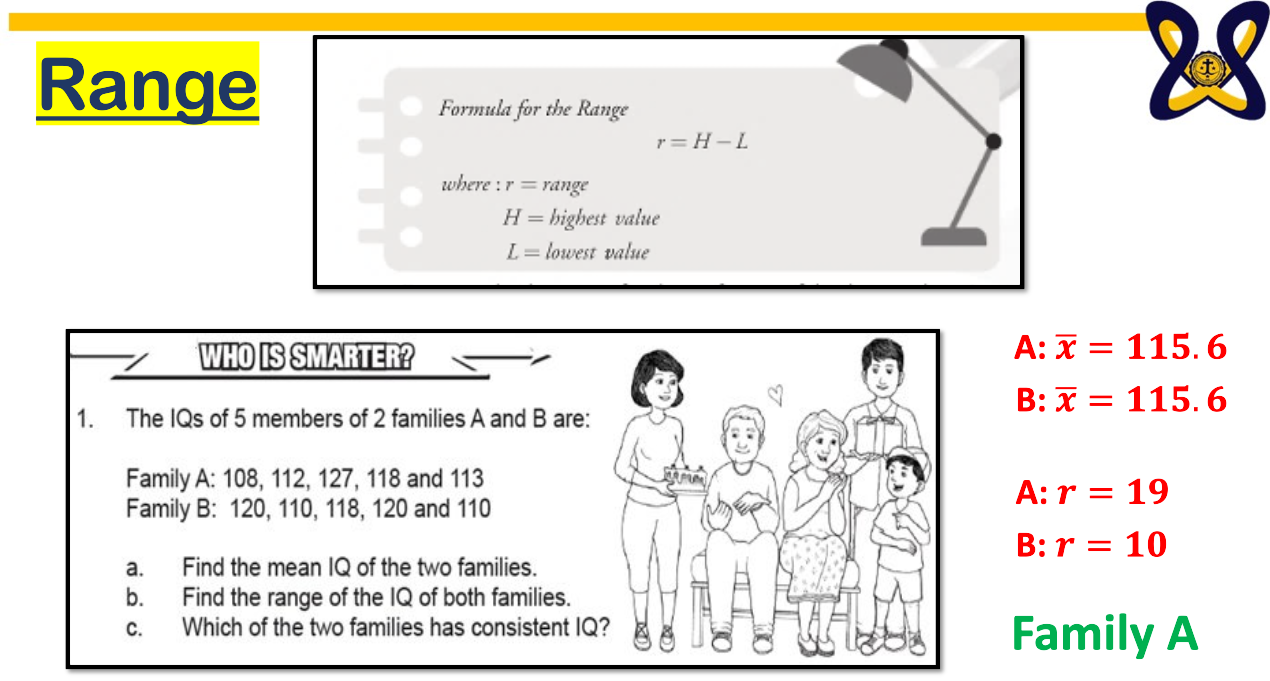 Range
Formula for the Range
r = H – L
where : r = range
H = highest value
L = lowest value
WHO IS SMARTER?
1. The IQs of 5 members of 2 families A and B are:
Family A: 108, 112, 127, 118 and 113
Family B: 120, 110, 118, 120 and 110
a. Find the mean IQ of the two families.
b. Find the range of the IQ of both families.
c. Which of the two families has consistent IQ?
A: x̅ = 115.6
B: x̅ = 115.6
A: r = 19
B: r = 10
Family A